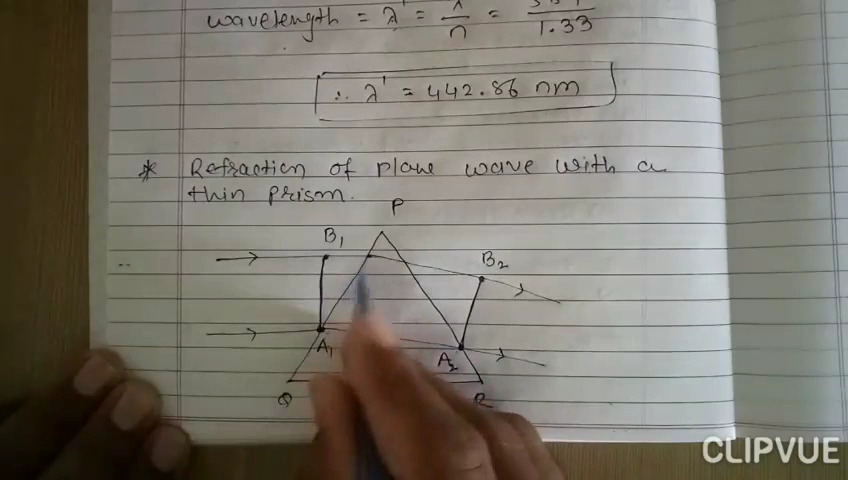 wavelength = λ' = λ/n = /1.33
∴ λ' = 442.86 nm
* Refraction of plane wave with a
thin prism.
P
B₁
B₂
A₁
A₂
Q
R
CLIPVUE